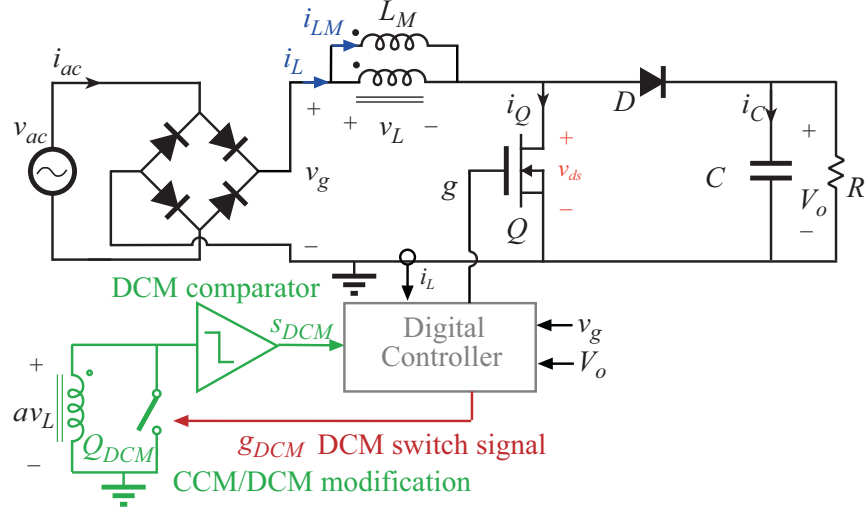 L_M
i_LM
i_ac
i_L
v_ac
+ v_L −
+
v_g
−
i_Q
D
i_C
+
v_ds
−
g
Q
C
+
V_o
−
R
DCM comparator
i_L
s_DCM
Digital
Controller
v_g
V_o
+
av_L
−
Q_DCM
g_DCM DCM switch signal
CCM/DCM modification